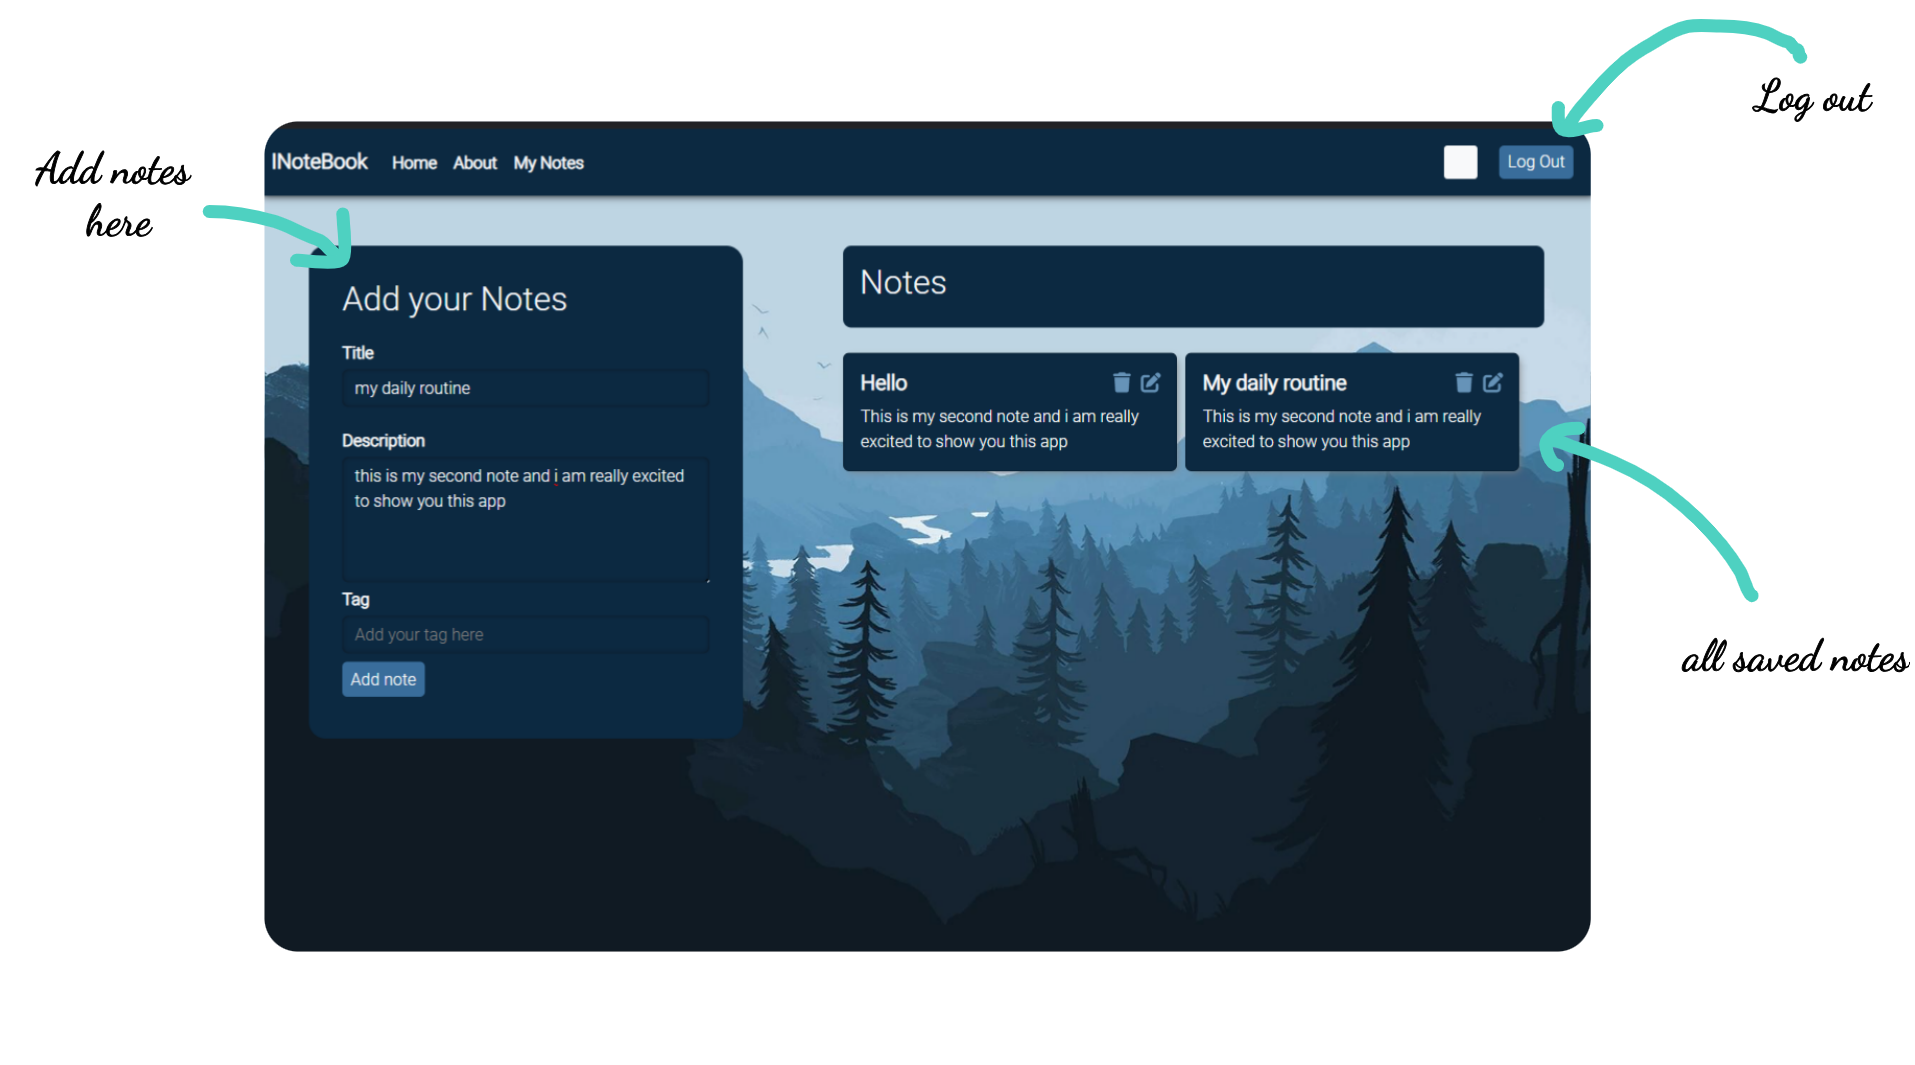 Log out
Add notes
here
INoteBook Home About My Notes
Log Out
Add your Notes
Title
my daily routine
Description
this is my second note and i am really excited
to show you this app
Tag
Add your tag here
Add note
Notes
Hello
This is my second note and i am really
excited to show you this app
My daily routine
This is my second note and i am really
excited to show you this app
all saved notes